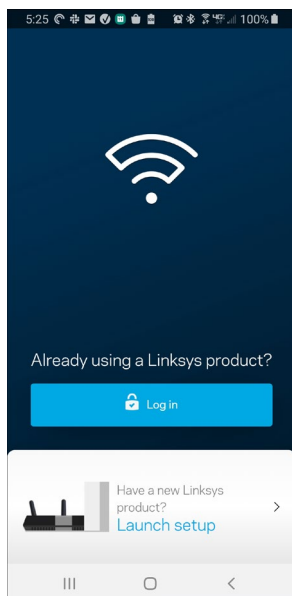 5:25 100%
Already using a Linksys product?
Log in
Have a new Linksys
product?
Launch setup